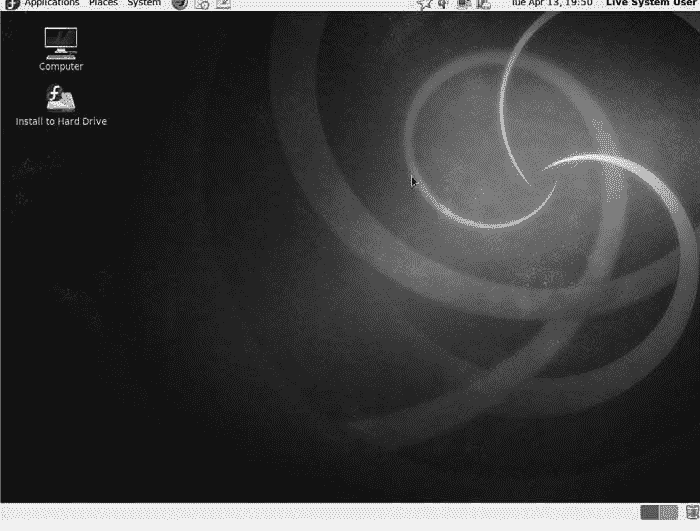 Applications Places System Tue Apr 13, 19:50 Live System User
Computer
Install to Hard Drive